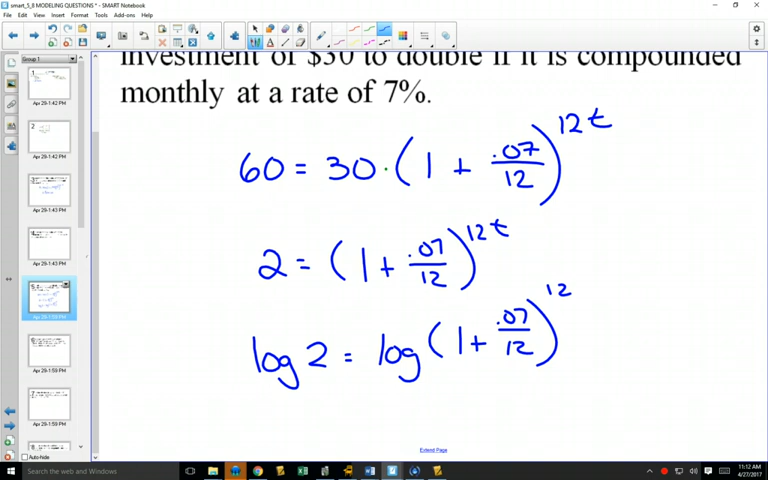 smart_5_8 MODELING QUESTIONS * - SMART Notebook
File Edit View Insert Format Tools Add-ons Help
Group 1
1
Apr 29-1:42 PM
2
Apr 29-1:42 PM
Apr 29-1:43 PM
Apr 29-1:43 PM
Apr 29-1:59 PM
Apr 29-1:59 PM
Apr 29-1:59 PM
Auto-hide
investment of $30 to double if it is compounded
monthly at a rate of 7%.
60 = 30 · (1 + .07/12)^12t
2 = (1 + .07/12)^12t
log 2 = log (1 + .07/12)^12
Extend Page
Search the web and Windows
11:12 AM
4/27/2017